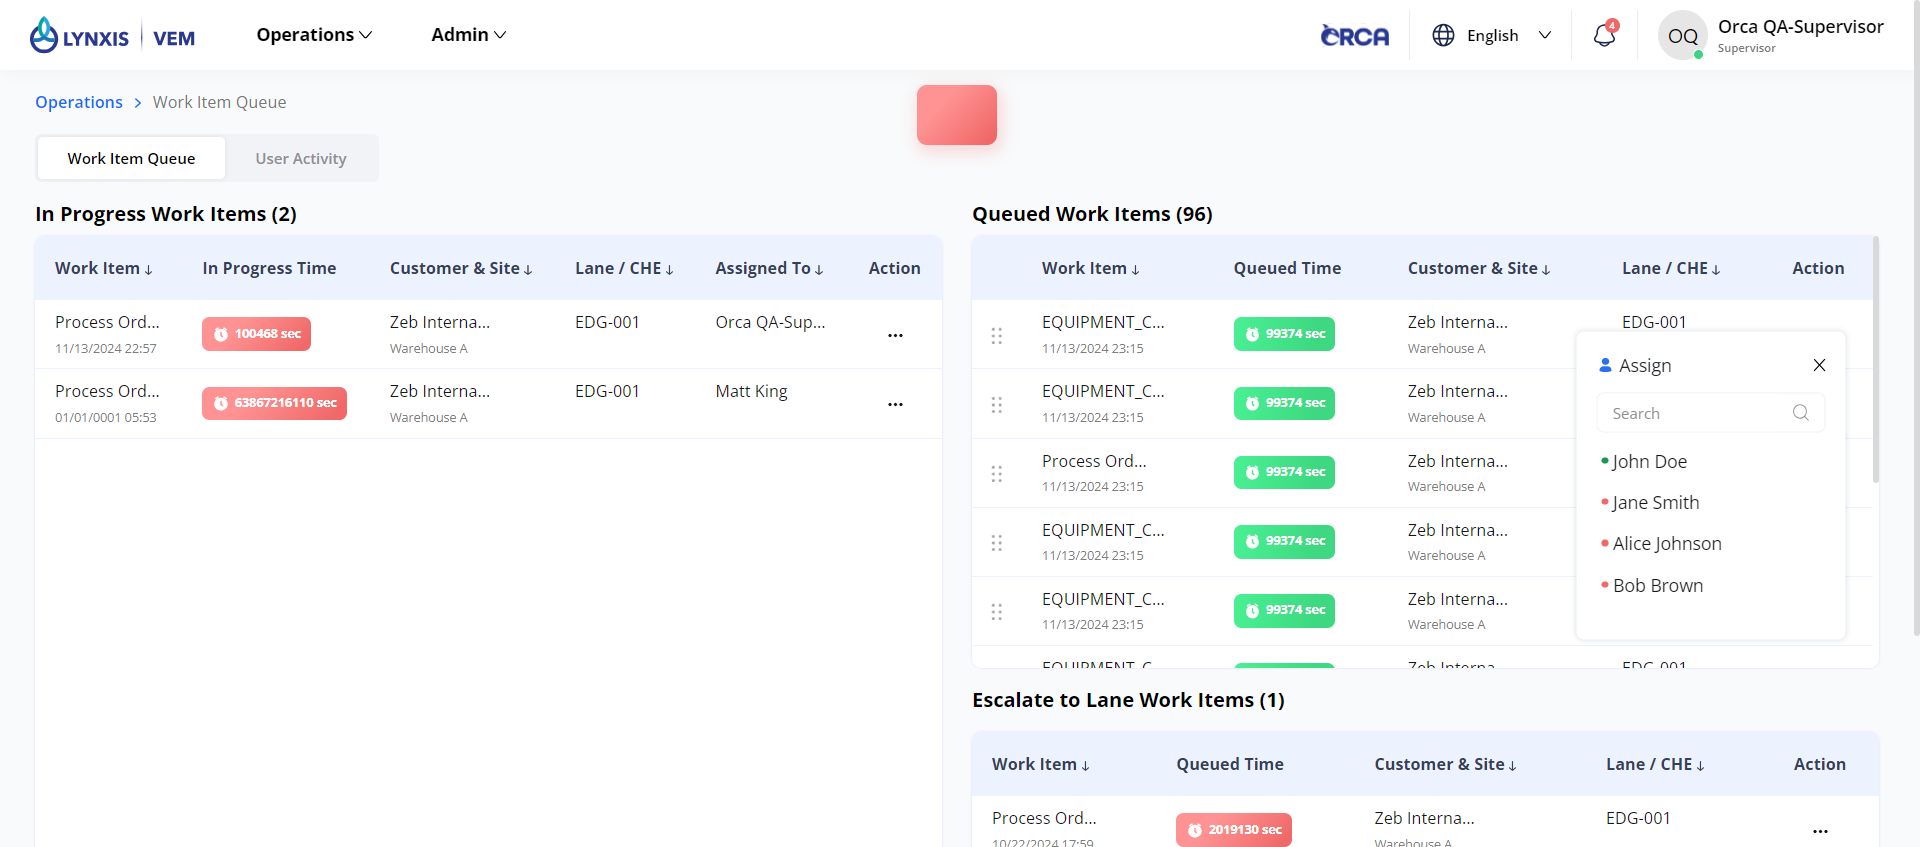 LYNXIS VEM
Operations
Admin
ORCA
English
4
OQ
Orca QA-Supervisor
Supervisor
Operations > Work Item Queue
Work Item Queue
User Activity
In Progress Work Items (2)
Work Item ↓ In Progress Time Customer & Site ↓ Lane / CHE ↓ Assigned To ↓ Action
Process Ord... 100468 sec Zeb Interna... EDG-001 Orca QA-Sup... ...
11/13/2024 22:57 Warehouse A
Process Ord... 63867216110 sec Zeb Interna... EDG-001 Matt King ...
01/01/0001 05:53 Warehouse A
Queued Work Items (96)
Work Item ↓ Queued Time Customer & Site ↓ Lane / CHE ↓ Action
EQUIPMENT_C... 99374 sec Zeb Interna... EDG-001
11/13/2024 23:15 Warehouse A
EQUIPMENT_C... 99374 sec Zeb Interna...
11/13/2024 23:15 Warehouse A
Process Ord... 99374 sec Zeb Interna...
11/13/2024 23:15 Warehouse A
EQUIPMENT_C... 99374 sec Zeb Interna...
11/13/2024 23:15 Warehouse A
EQUIPMENT_C... 99374 sec Zeb Interna...
11/13/2024 23:15 Warehouse A
EQUIPMENT_C... Zeb Interna... EDG-001
Assign
Search
John Doe
Jane Smith
Alice Johnson
Bob Brown
Escalate to Lane Work Items (1)
Work Item ↓ Queued Time Customer & Site ↓ Lane / CHE ↓ Action
Process Ord... 2019130 sec Zeb Interna... EDG-001 ...
10/22/2024 17:59 Warehouse A